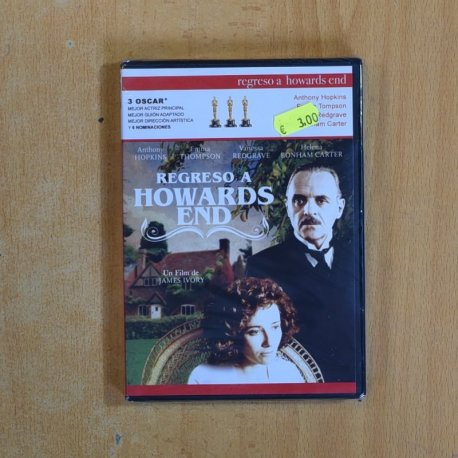 regreso a howards end
3 OSCAR*
MEJOR ACTRIZ PRINCIPAL
MEJOR GUIÓN ADAPTADO
MEJOR DIRECCIÓN ARTÍSTICA
Y 6 NOMINACIONES
Anthony Hopkins
Tompson
Redgrave
Carter
€ 3,00
Anthony HOPKINS
Emma THOMPSON
Vanessa REDGRAVE
Helena BONHAM CARTER
REGRESO A
HOWARDS
END
Un Film de
JAMES IVORY